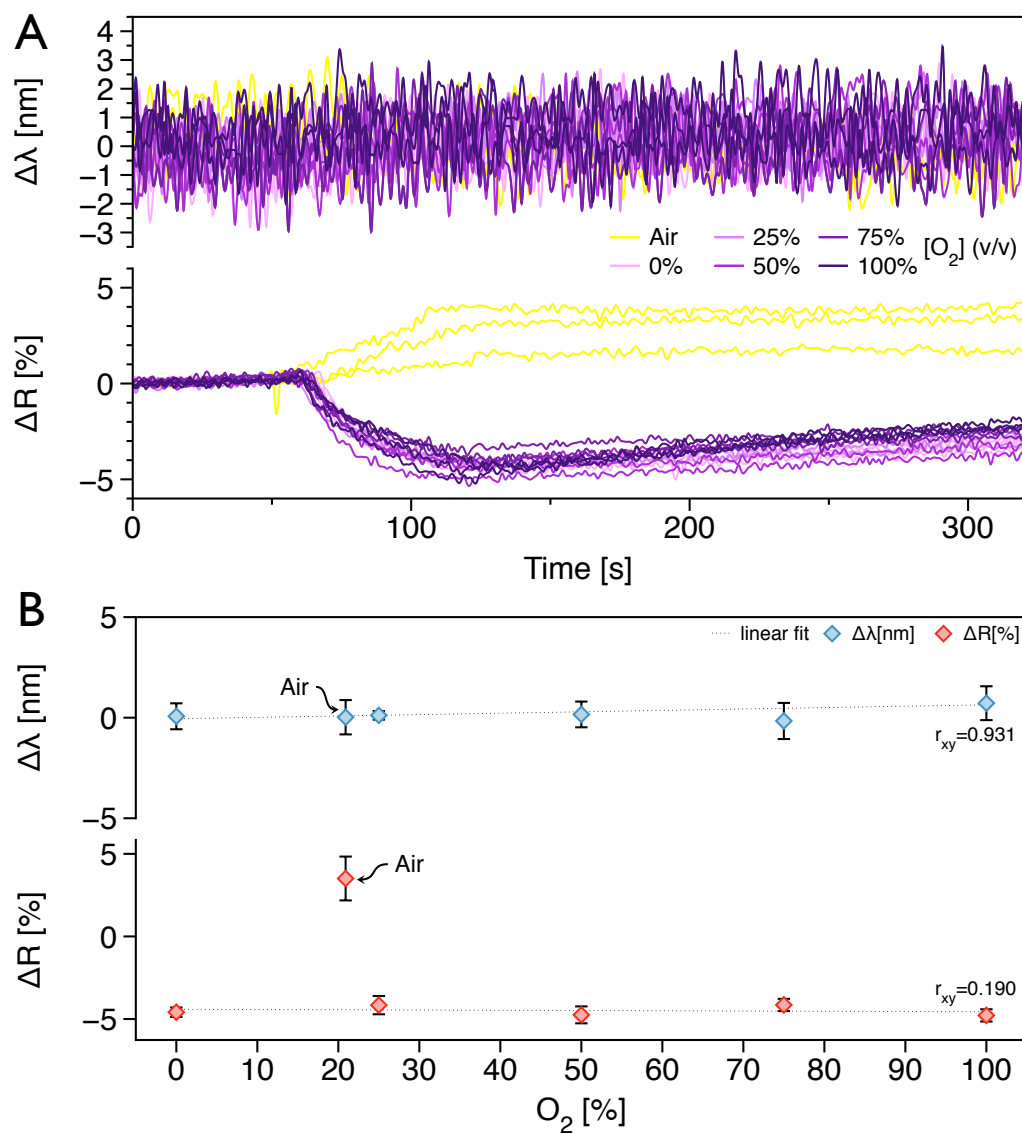 A
Δλ [nm]
4
3
2
1
0
−1
−2
−3
Air 25% 75% [O2] (v/v)
0% 50% 100%
ΔR [%]
5
0
−5
0 100 200 300
Time [s]
B
Δλ [nm]
5
0
−5
linear fit Δλ[nm] ΔR[%]
Air
rxy=0.931
ΔR [%]
5
0
−5
Air
rxy=0.190
0 10 20 30 40 50 60 70 80 90 100
O2 [%]